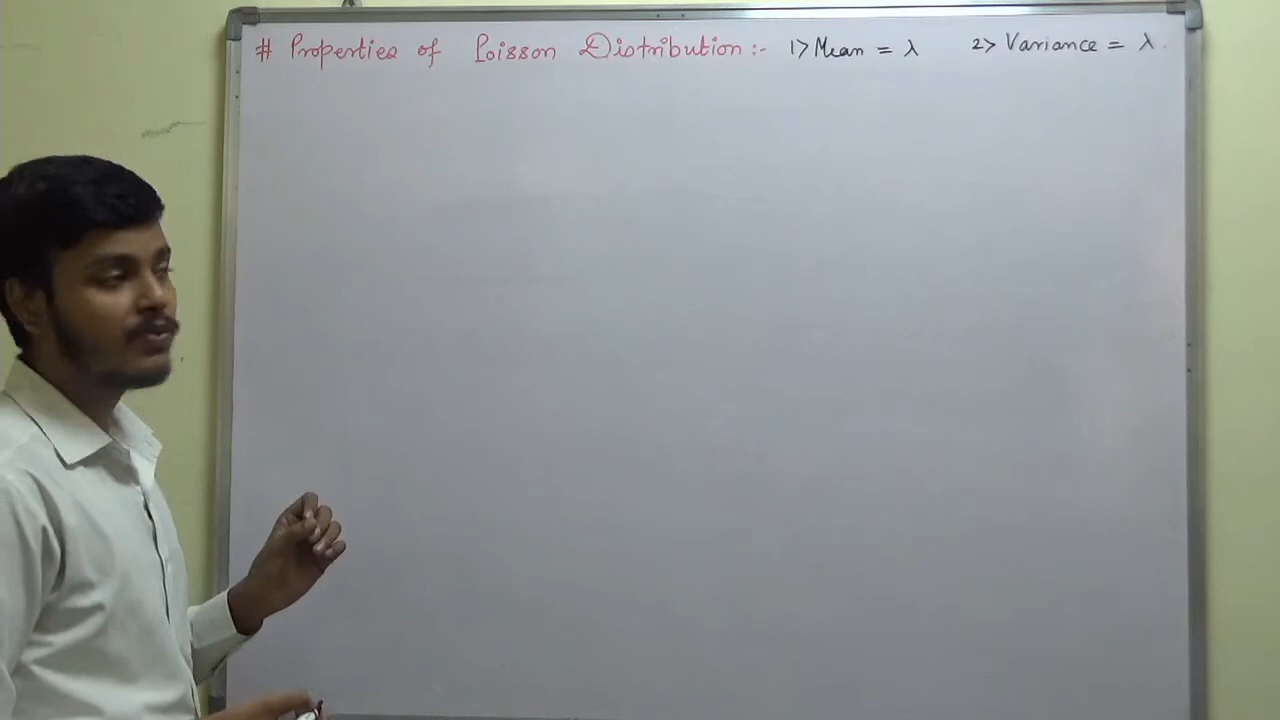 # Properties of Poisson Distribution :- 1> Mean = λ 2> Variance = λ.